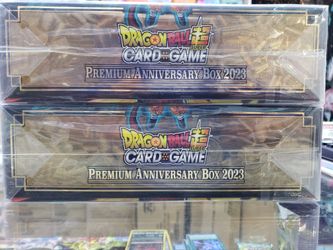 DRAGON BALL SUPER
CARD GAME
PREMIUM ANNIVERSARY BOX 2023
DRAGON BALL SUPER
CARD GAME
PREMIUM ANNIVERSARY BOX 2023